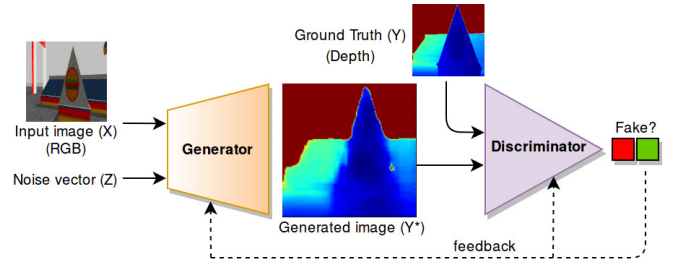 Ground Truth (Y)
(Depth)
Input image (X)
(RGB)
Generator
Noise vector (Z)
Generated image (Y*)
Discriminator
Fake?
feedback